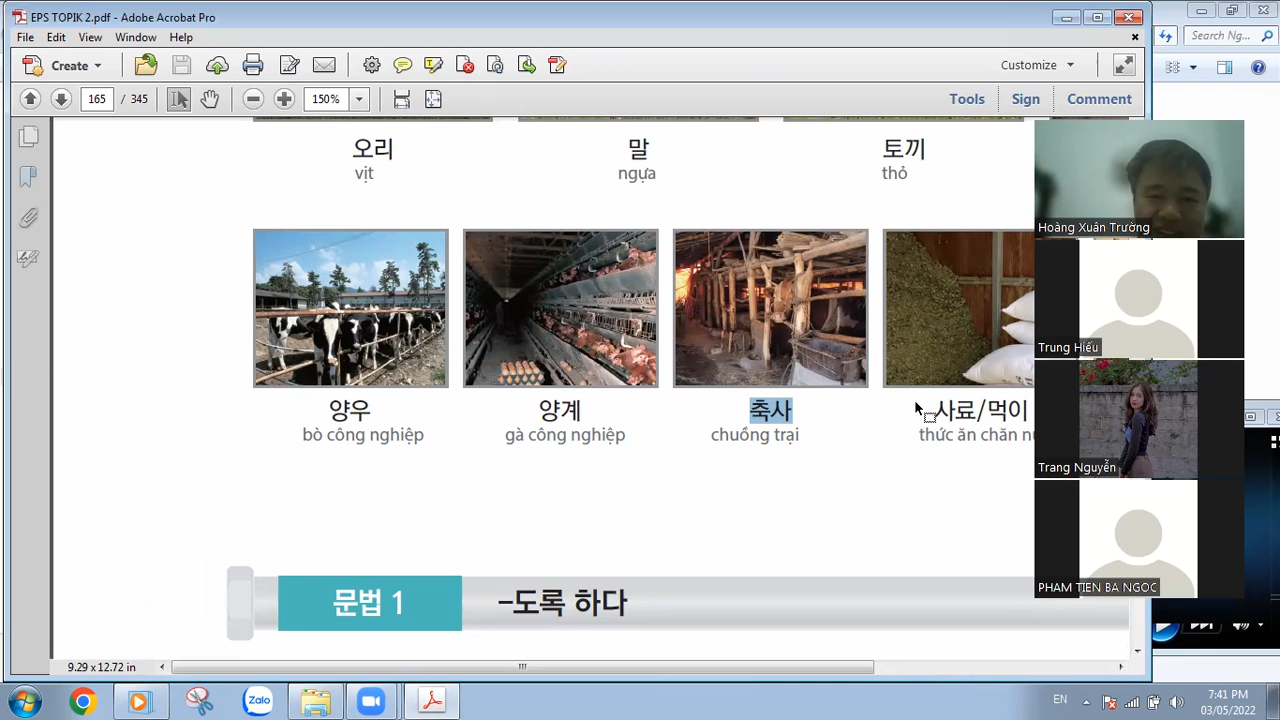 EPS TOPIK 2.pdf - Adobe Acrobat Pro
File Edit View Window Help
Search Ng...
Create
Customize
165 / 345
150%
Tools Sign Comment
오리 말 토끼
vịt ngựa thỏ
양우 양계 축사 사료/먹이
bò công nghiệp gà công nghiệp chuồng trại thức ăn chăn nu
문법 1 -도록 하다
Hoàng Xuân Trường
Trung Hiếu
Trang Nguyễn
PHAM TIEN BA NGOC
9.29 x 12.72 in
Zalo
EN
7:41 PM
03/05/2022